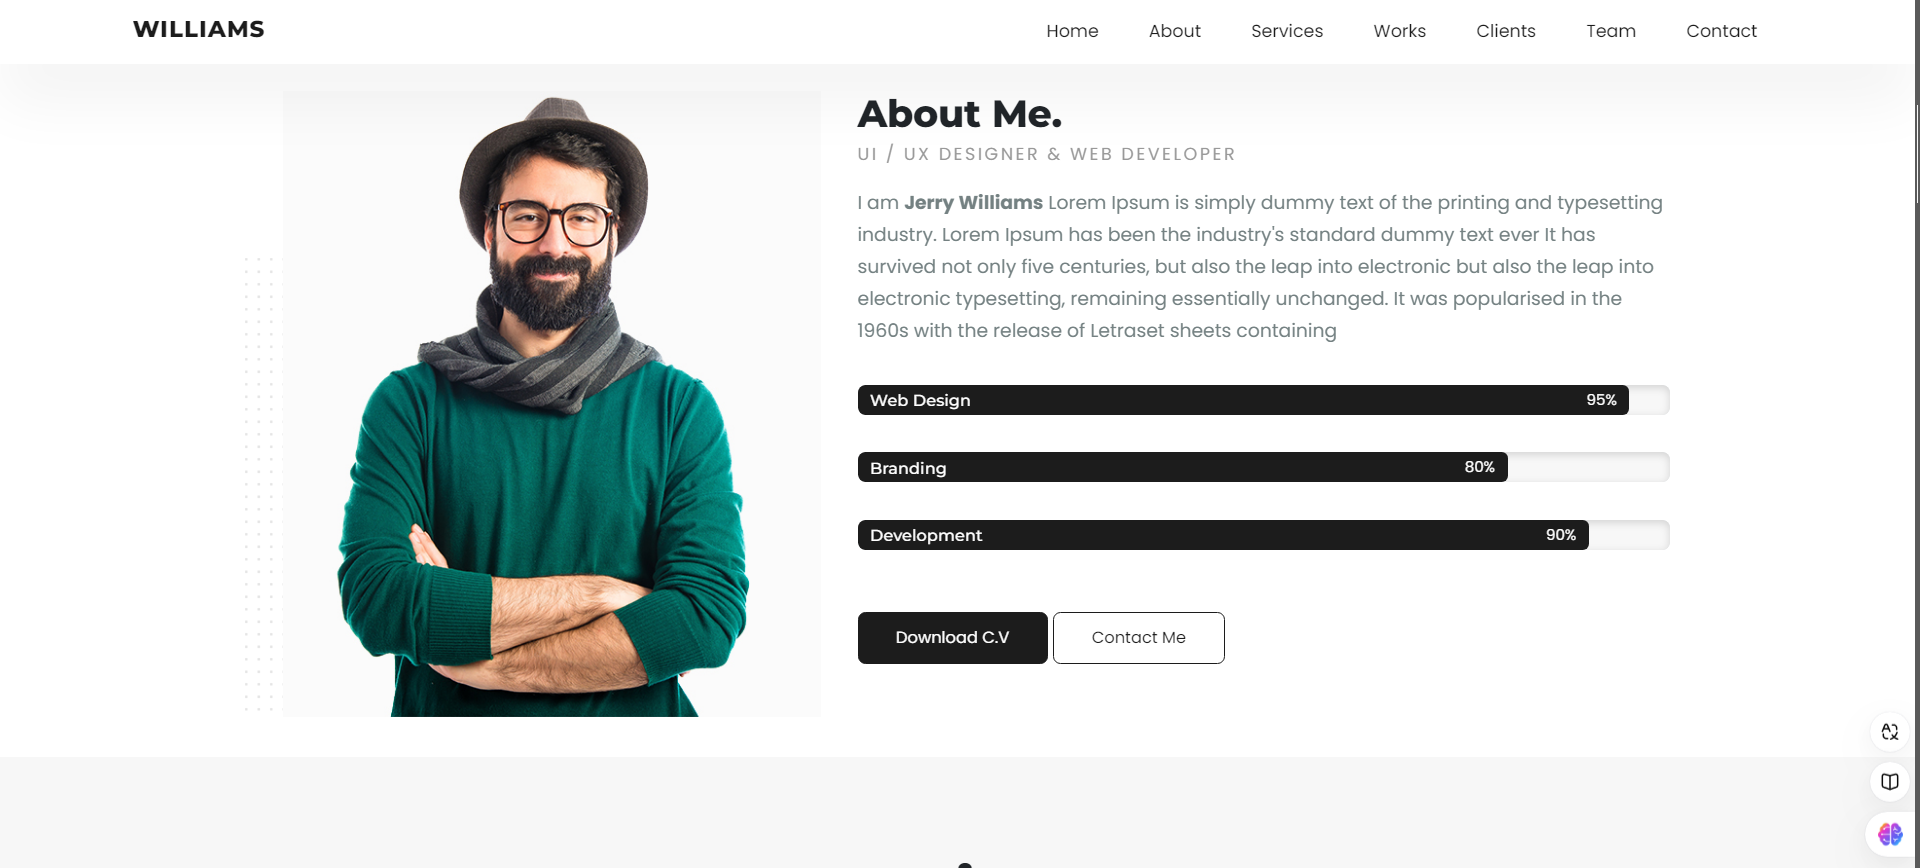 WILLIAMS
Home About Services Works Clients Team Contact
About Me.
UI / UX DESIGNER & WEB DEVELOPER
I am Jerry Williams Lorem Ipsum is simply dummy text of the printing and typesetting
industry. Lorem Ipsum has been the industry's standard dummy text ever It has
survived not only five centuries, but also the leap into electronic but also the leap into
electronic typesetting, remaining essentially unchanged. It was popularised in the
1960s with the release of Letraset sheets containing
Web Design 95%
Branding 80%
Development 90%
Download C.V Contact Me